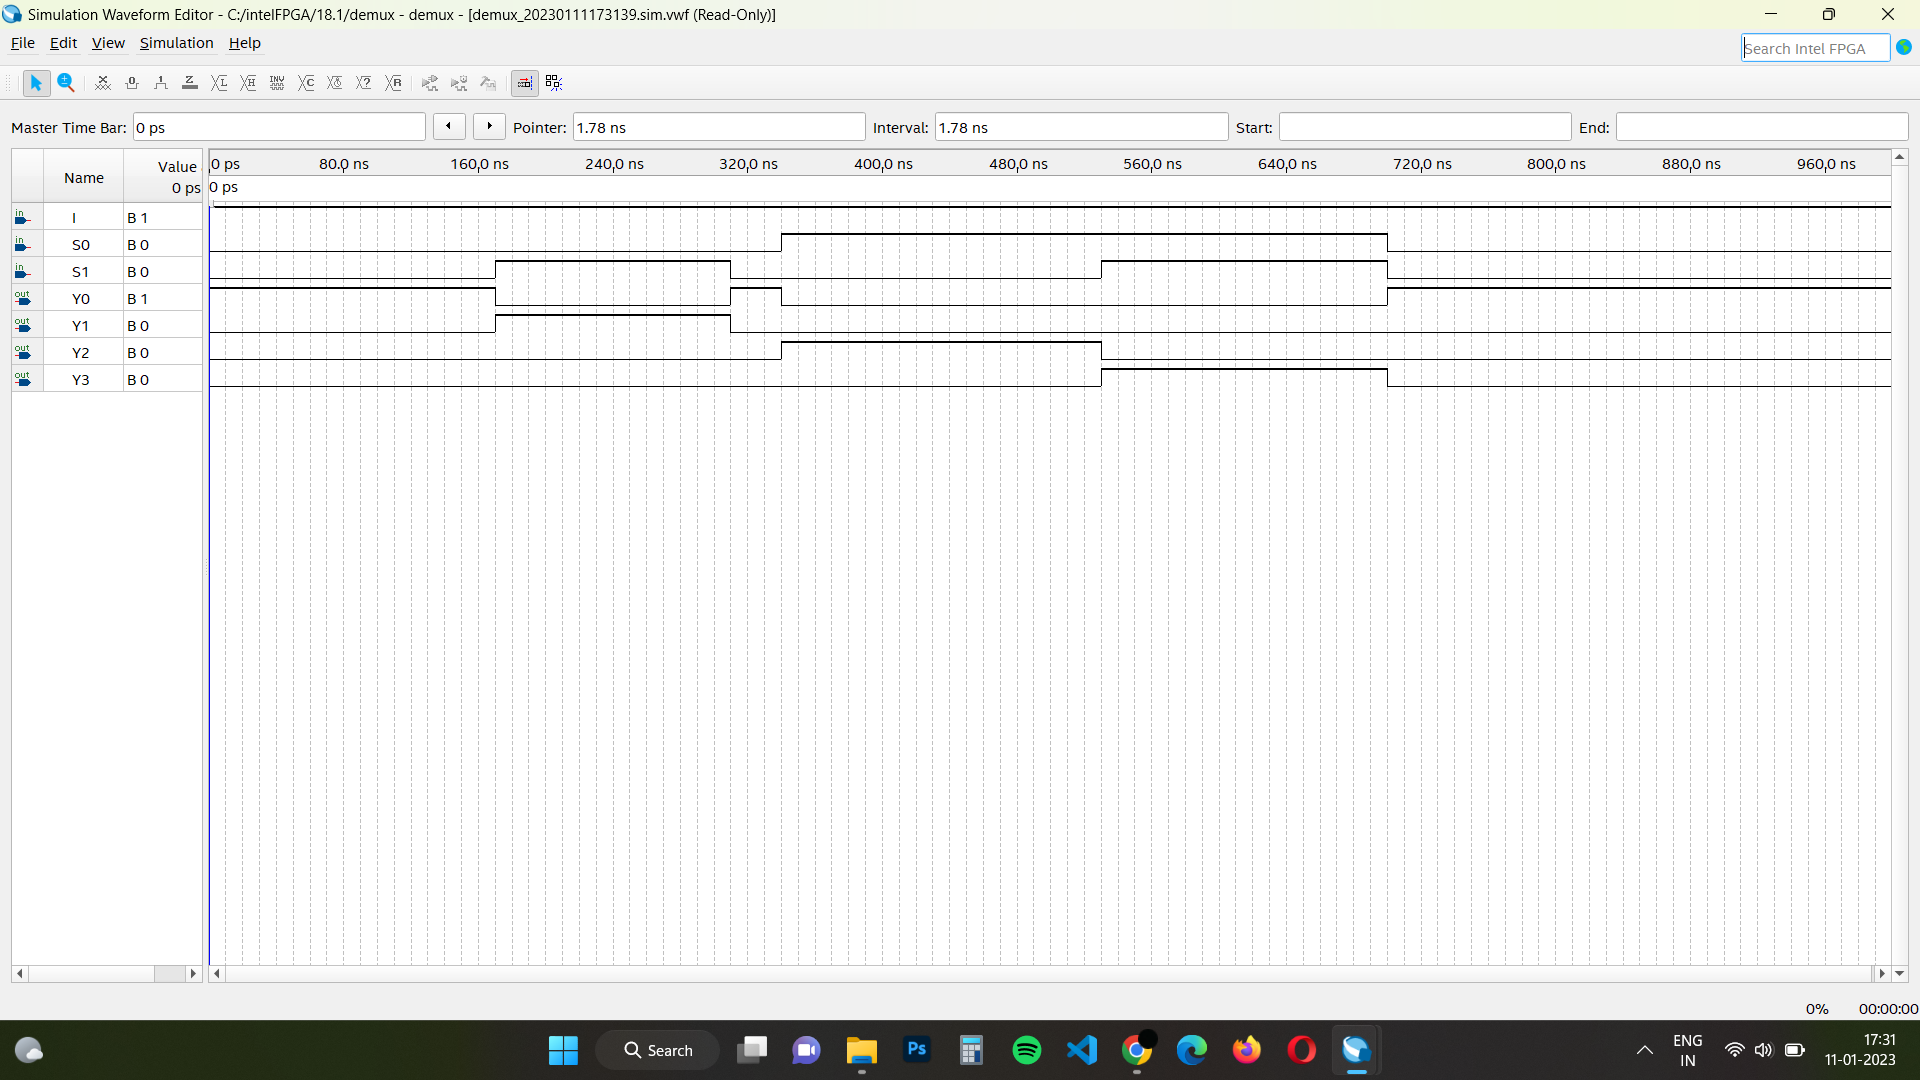 Simulation Waveform Editor - C:/intelFPGA/18.1/demux - demux - [demux_20230111173139.sim.vwf (Read-Only)]
File Edit View Simulation Help
Search Intel FPGA
Master Time Bar: 0 ps Pointer: 1.78 ns Interval: 1.78 ns Start: End:
Name Value 0 ps
0 ps 80.0 ns 160.0 ns 240.0 ns 320.0 ns 400.0 ns 480.0 ns 560.0 ns 640.0 ns 720.0 ns 800.0 ns 880.0 ns 960.0 ns
0 ps
in I B 1
in S0 B 0
in S1 B 0
out Y0 B 1
out Y1 B 0
out Y2 B 0
out Y3 B 0
0% 00:00:00
Search
Ps
ENG
IN
17:31
11-01-2023